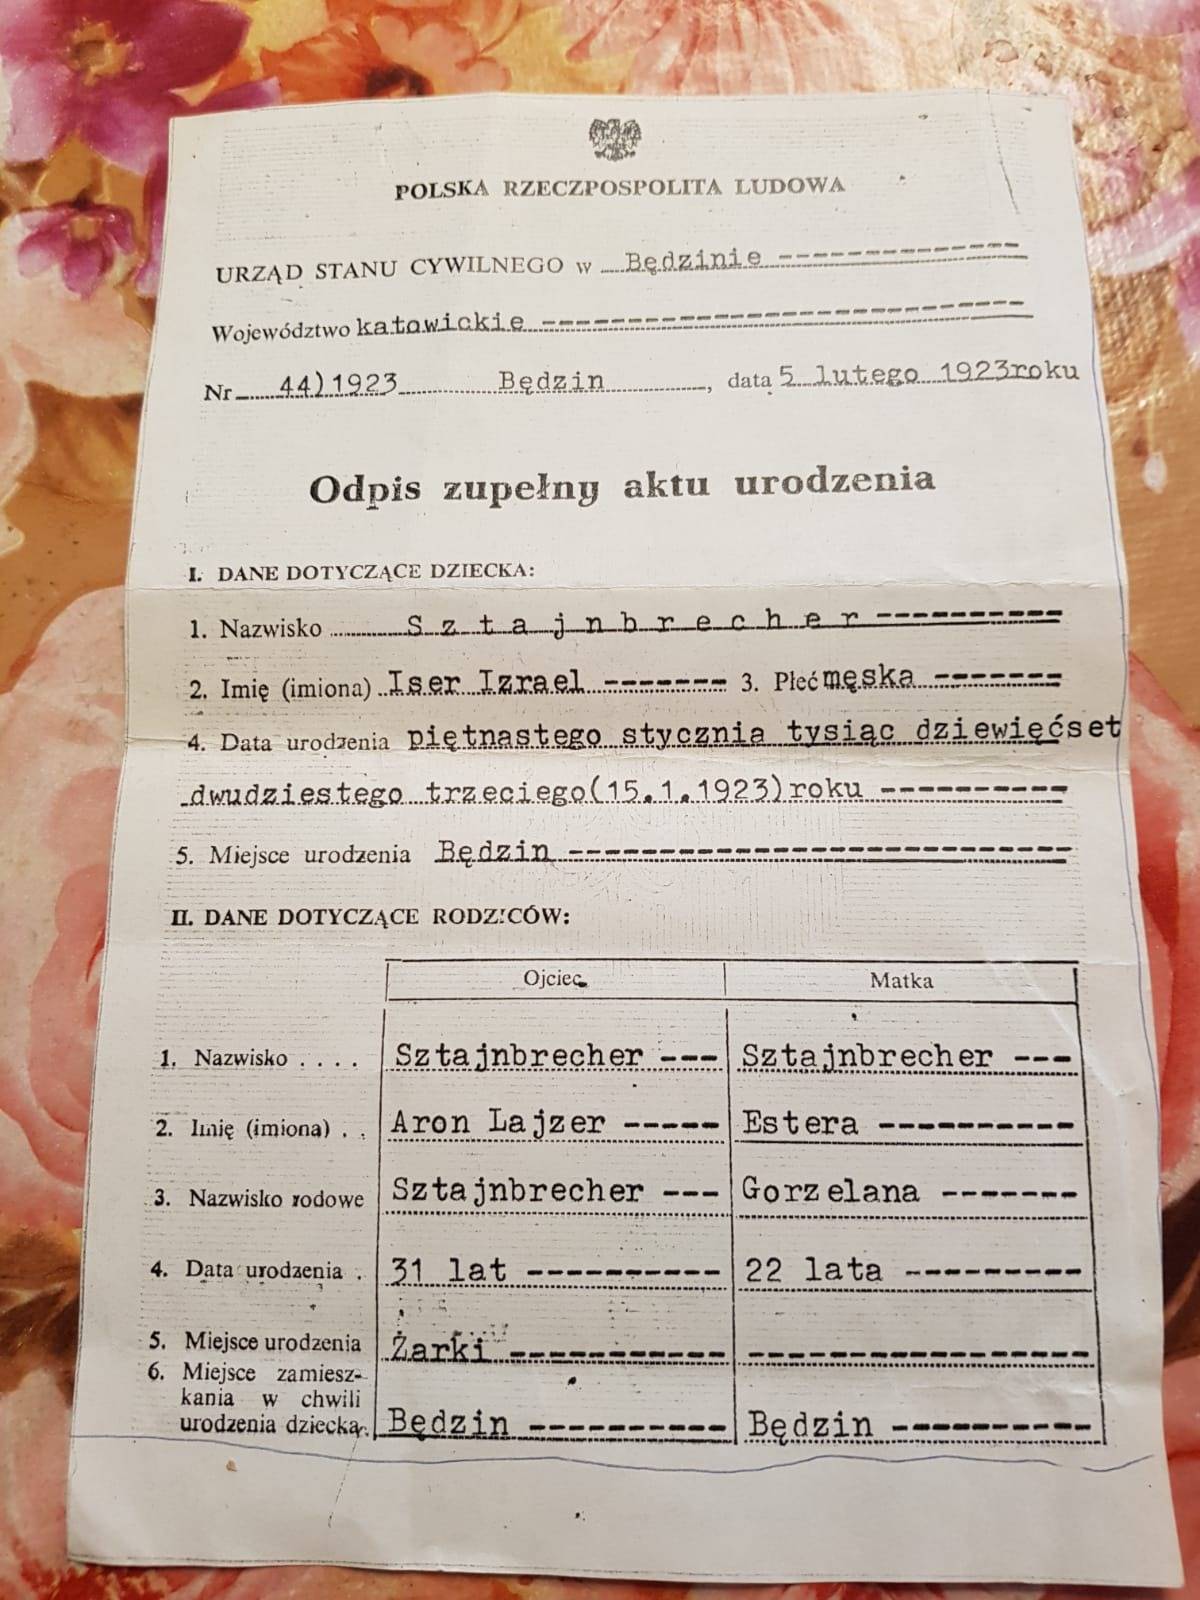 POLSKA RZECZPOSPOLITA LUDOWA
URZĄD STANU CYWILNEGO w Będzinie
Województwo katowickie
Nr 44)1923 Będzin, data 5 lutego 1923roku
Odpis zupełny aktu urodzenia
I. DANE DOTYCZĄCE DZIECKA:
1. Nazwisko Sztajnbrecher
2. Imię (imiona) Iser Izrael 3. Płeć męska
4. Data urodzenia piętnastego stycznia tysiąc dziewięćset
dwudziestego trzeciego(15.1.1923)roku
5. Miejsce urodzenia Będzin
II. DANE DOTYCZĄCE RODZICÓW:
Ojciec Matka
1. Nazwisko . . . . Sztajnbrecher --- Sztajnbrecher ---
2. Imię (imiona) . . Aron Lajzer ----- Estera ----------
3. Nazwisko rodowe Sztajnbrecher --- Gorzelana -------
4. Data urodzenia . 31 lat ---------- 22 lata ---------
5. Miejsce urodzenia Żarki ----------- -----------------
6. Miejsce zamiesz-
kania w chwili
urodzenia dziecka. Będzin ---------- Będzin ----------